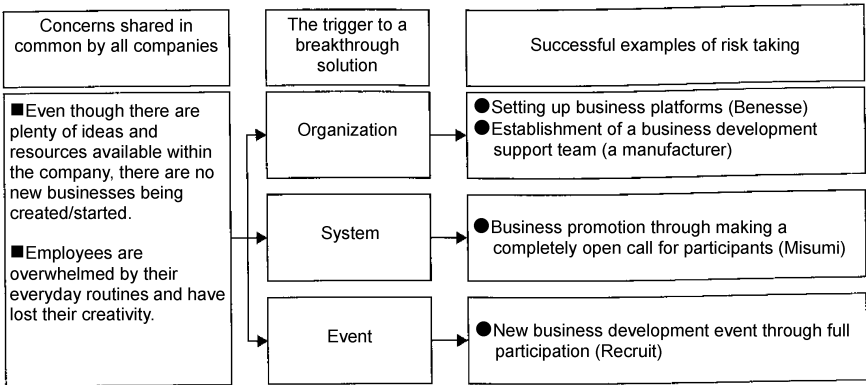 Concerns shared in
common by all companies
The trigger to a
breakthrough
solution
Successful examples of risk taking
■Even though there are
plenty of ideas and
resources available within
the company, there are no
new businesses being
created/started.
■Employees are
overwhelmed by their
everyday routines and have
lost their creativity.
Organization
●Setting up business platforms (Benesse)
●Establishment of a business development
support team (a manufacturer)
System
●Business promotion through making a
completely open call for participants (Misumi)
Event
●New business development event through full
participation (Recruit)